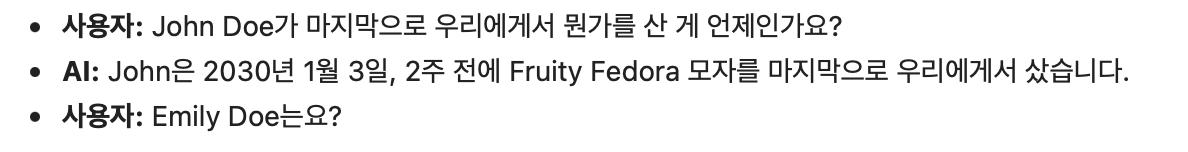 • 사용자: John Doe가 마지막으로 우리에게서 뭔가를 산 게 언제인가요?
• AI: John은 2030년 1월 3일, 2주 전에 Fruity Fedora 모자를 마지막으로 우리에게서 샀습니다.
• 사용자: Emily Doe는요?